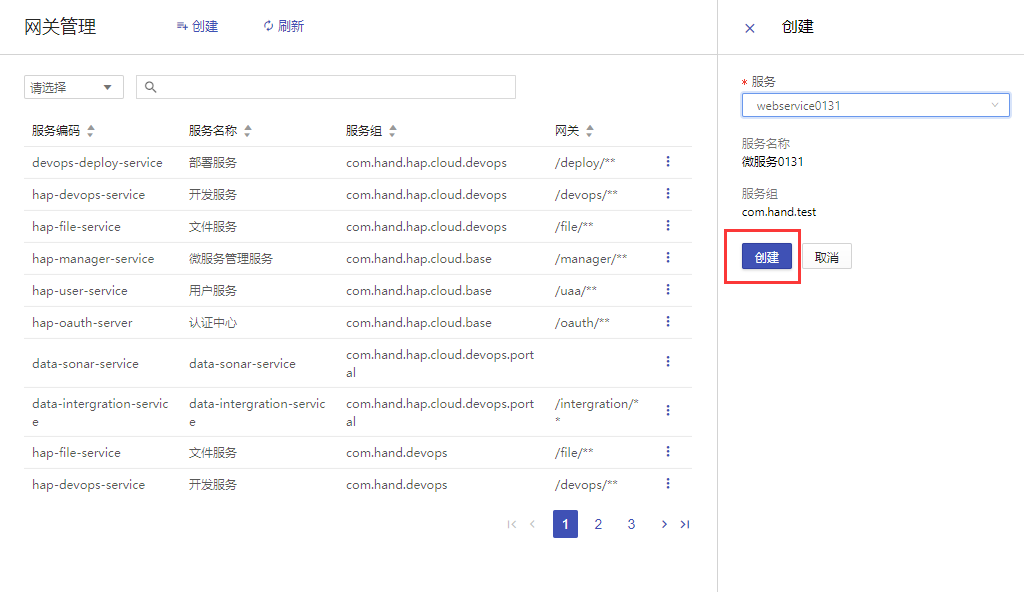 网关管理
创建
刷新
请选择
服务编码 服务名称 服务组 网关
devops-deploy-service 部署服务 com.hand.hap.cloud.devops /deploy/**
hap-devops-service 开发服务 com.hand.hap.cloud.devops /devops/**
hap-file-service 文件服务 com.hand.hap.cloud.devops /file/**
hap-manager-service 微服务管理服务 com.hand.hap.cloud.base /manager/**
hap-user-service 用户服务 com.hand.hap.cloud.base /uaa/**
hap-oauth-server 认证中心 com.hand.hap.cloud.base /oauth/**
data-sonar-service data-sonar-service com.hand.hap.cloud.devops.port
al
data-intergration-servic data-intergration-servic com.hand.hap.cloud.devops.port /intergration/*
e e al *
hap-file-service 文件服务 com.hand.devops /file/**
hap-devops-service 开发服务 com.hand.devops /devops/**
1 2 3
创建
* 服务
webservice0131
服务名称
微服务0131
服务组
com.hand.test
创建 取消